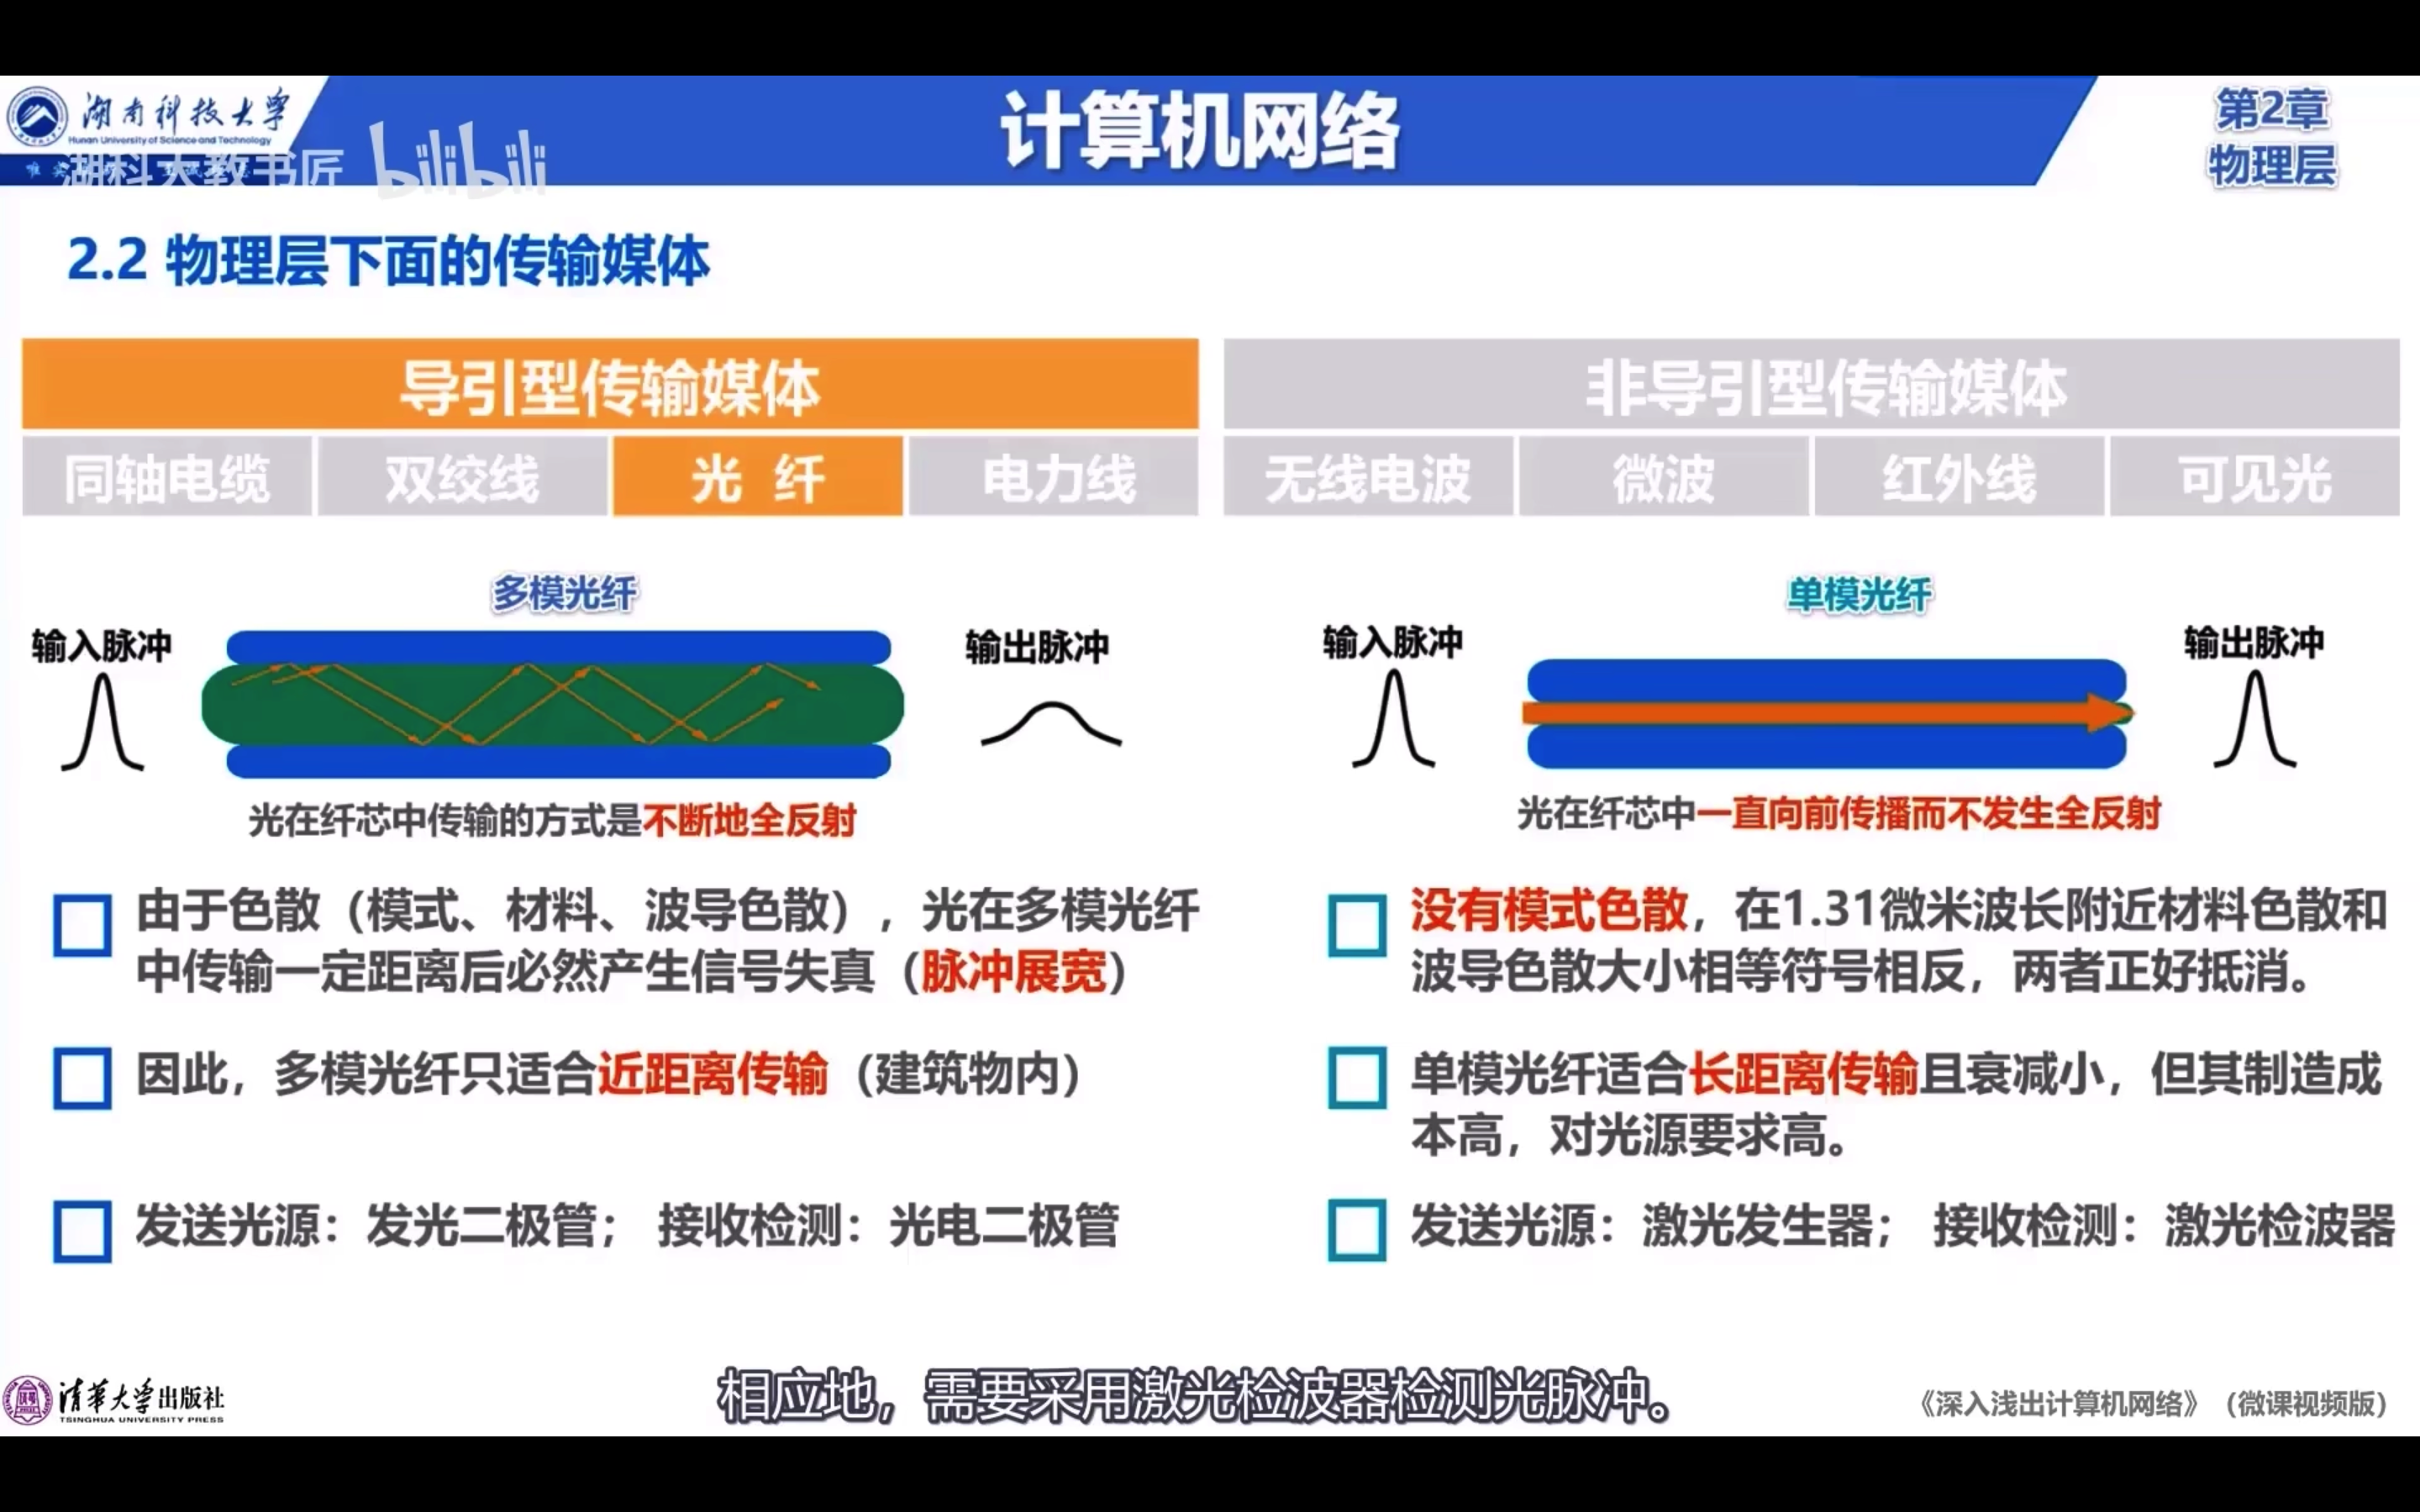 湖南科技大学
Hunan University of Science and Technology
湖科大教书匠 bilibili
计算机网络
第2章
物理层
2.2 物理层下面的传输媒体
导引型传输媒体
非导引型传输媒体
同轴电缆
双绞线
光 纤
电力线
无线电波
微波
红外线
可见光
多模光纤
输入脉冲
输出脉冲
光在纤芯中传输的方式是不断地全反射
由于色散（模式、材料、波导色散），光在多模光纤
中传输一定距离后必然产生信号失真（脉冲展宽）
因此，多模光纤只适合近距离传输（建筑物内）
发送光源：发光二极管； 接收检测：光电二极管
单模光纤
输入脉冲
输出脉冲
光在纤芯中一直向前传播而不发生全反射
没有模式色散，在1.31微米波长附近材料色散和
波导色散大小相等符号相反，两者正好抵消。
单模光纤适合长距离传输且衰减小，但其制造成
本高，对光源要求高。
发送光源：激光发生器； 接收检测：激光检波器
清华大学出版社
TSINGHUA UNIVERSITY PRESS
相应地，需要采用激光检波器检测光脉冲。
《深入浅出计算机网络》（微课视频版）